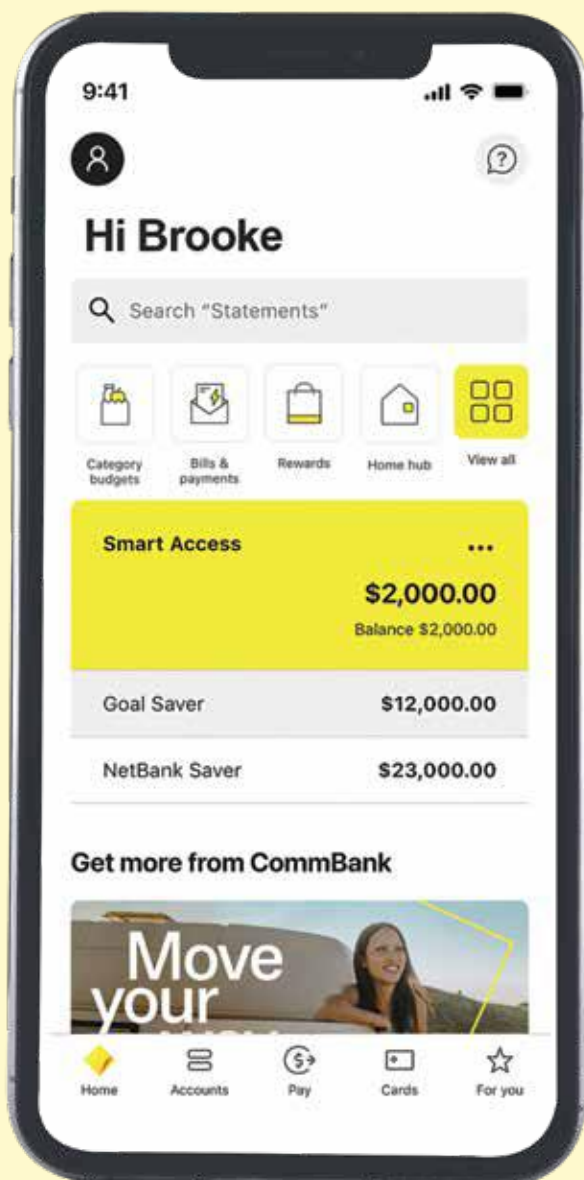 9:41
Hi Brooke
Search "Statements"
Category budgets
Bills & payments
Rewards
Home hub
View all
Smart Access
$2,000.00
Balance $2,000.00
Goal Saver $12,000.00
NetBank Saver $23,000.00
Get more from CommBank
Move
your
Home Accounts Pay Cards For you